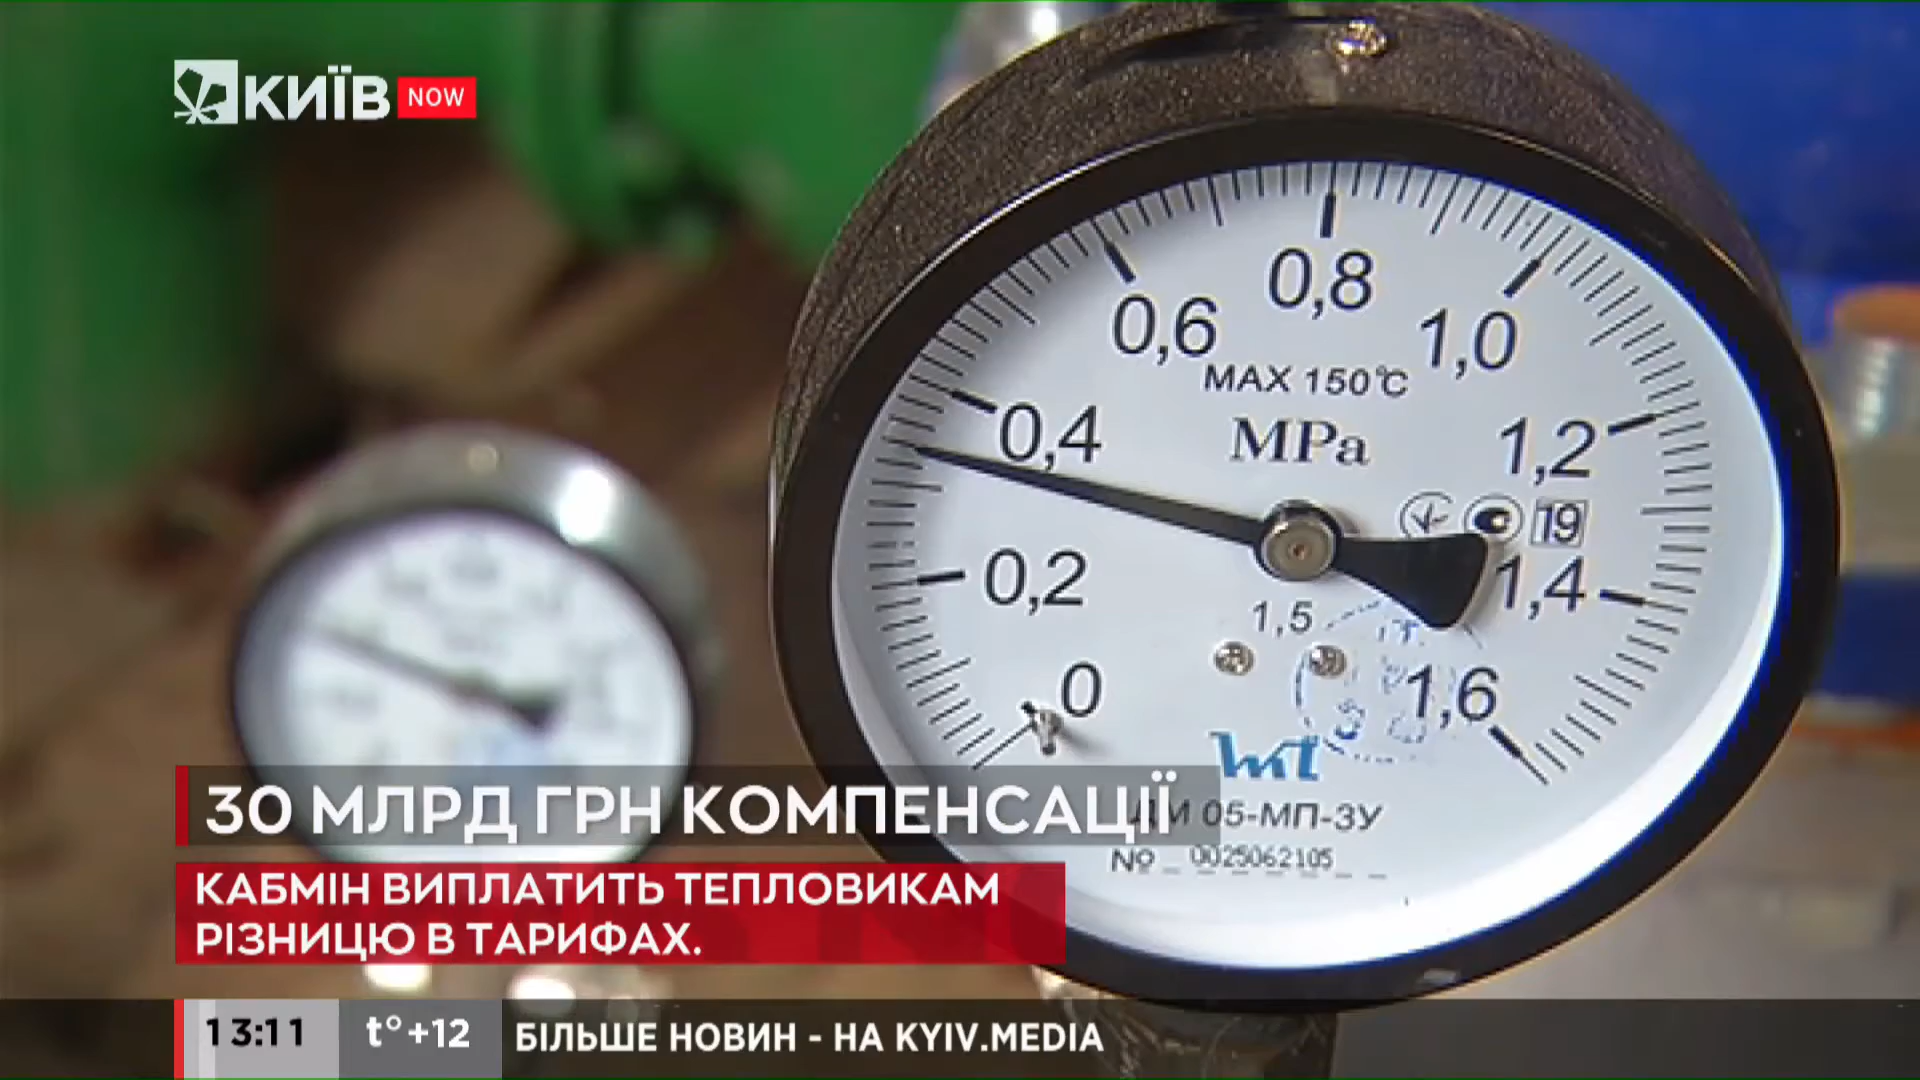 КИЇВ NOW
0,8
0,6
1,0
MAX 150°C
0,4
MPa
1,2
19
0,2
1,4
1,5
0
1,6
30 МЛРД ГРН КОМПЕНСАЦІЇ
ДМ 05-МП-3У
№ 0025062105
КАБМІН ВИПЛАТИТЬ ТЕПЛОВИКАМ
РІЗНИЦЮ В ТАРИФАХ.
13:11 t°+12 БІЛЬШЕ НОВИН - НА KYIV.MEDIA